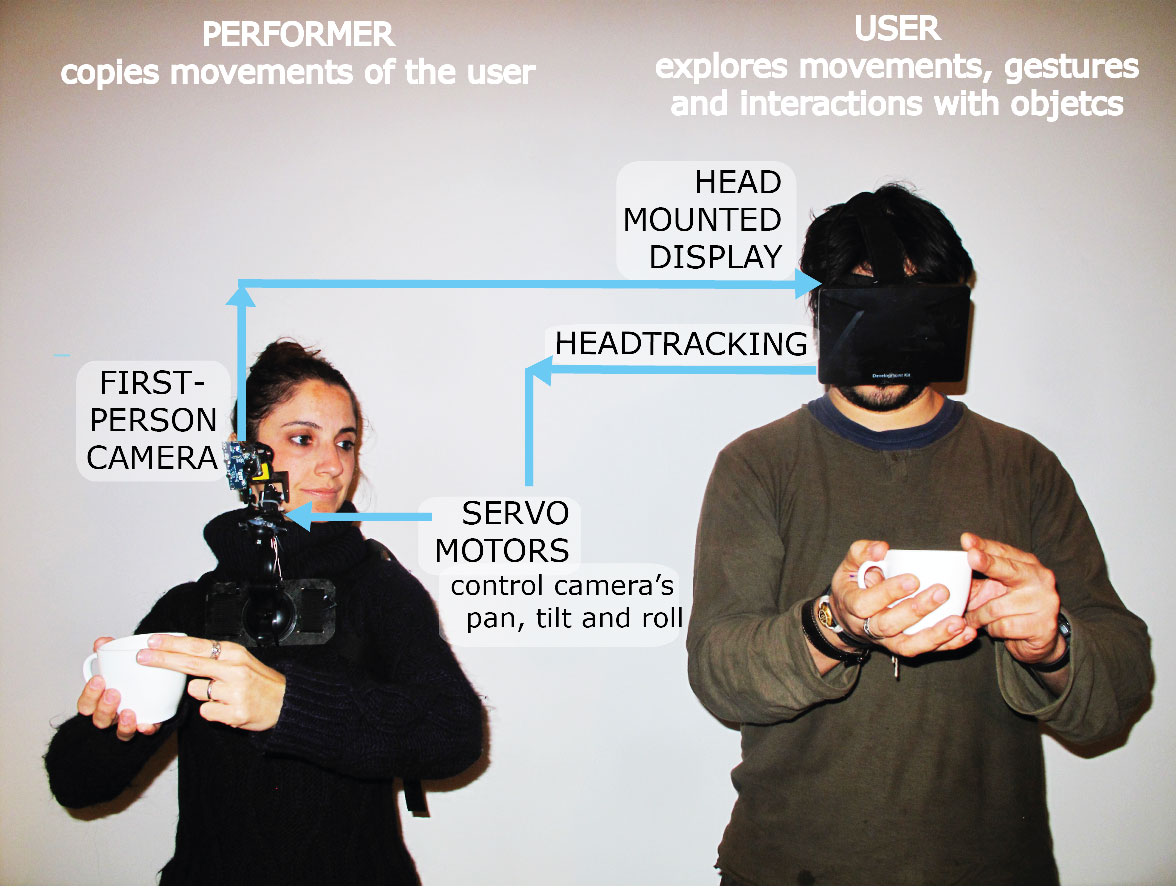 PERFORMER
copies movements of the user
USER
explores movements, gestures
and interactions with objetcs
HEAD
MOUNTED
DISPLAY
HEADTRACKING
FIRST-
PERSON
CAMERA
SERVO
MOTORS
control camera's
pan, tilt and roll
Development Kit